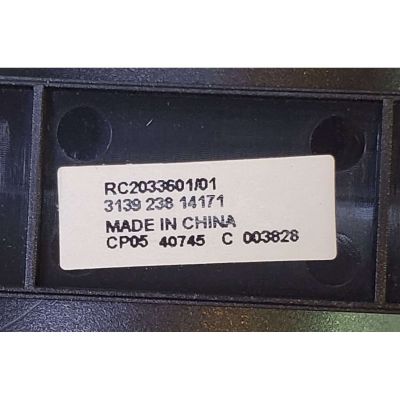 RC2033601/01
3139 238 14171
MADE IN CHINA
CP05 40745 C 003828